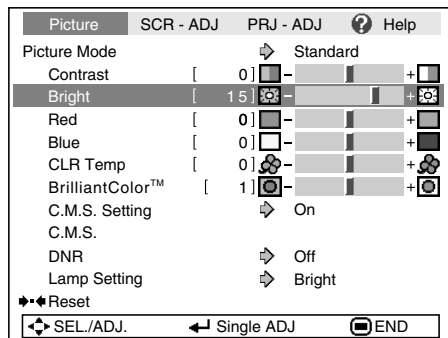 Picture SCR - ADJ PRJ - ADJ ? Help
Picture Mode Standard
Contrast [ 0 ] - +
Bright [ 15 ] - +
Red [ 0 ] - +
Blue [ 0 ] - +
CLR Temp [ 0 ] - +
BrilliantColor™ [ 1 ] - +
C.M.S. Setting On
C.M.S.
DNR Off
Lamp Setting Bright
Reset
SEL./ADJ. Single ADJ END